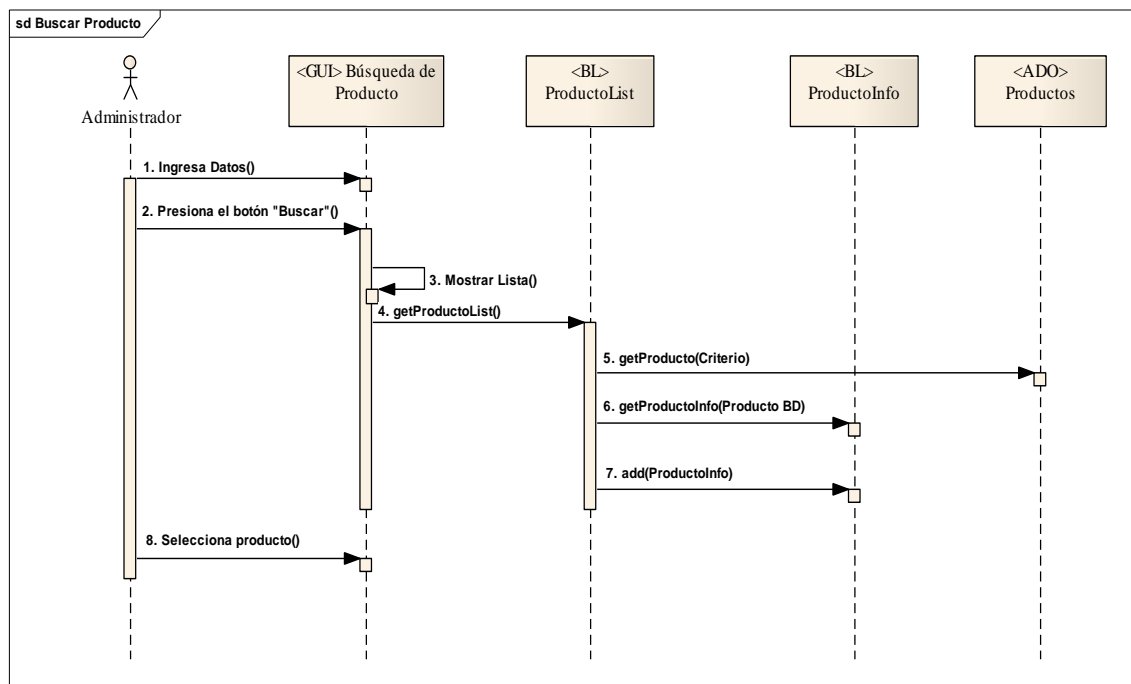 sd Buscar Producto
Administrador
<GUI> Búsqueda de
Producto
<BL>
ProductoList
<BL>
ProductoInfo
<ADO>
Productos
1. Ingresa Datos()
2. Presiona el botón "Buscar"()
3. Mostrar Lista()
4. getProductoList()
5. getProducto(Criterio)
6. getProductoInfo(Producto BD)
7. add(ProductoInfo)
8. Selecciona producto()